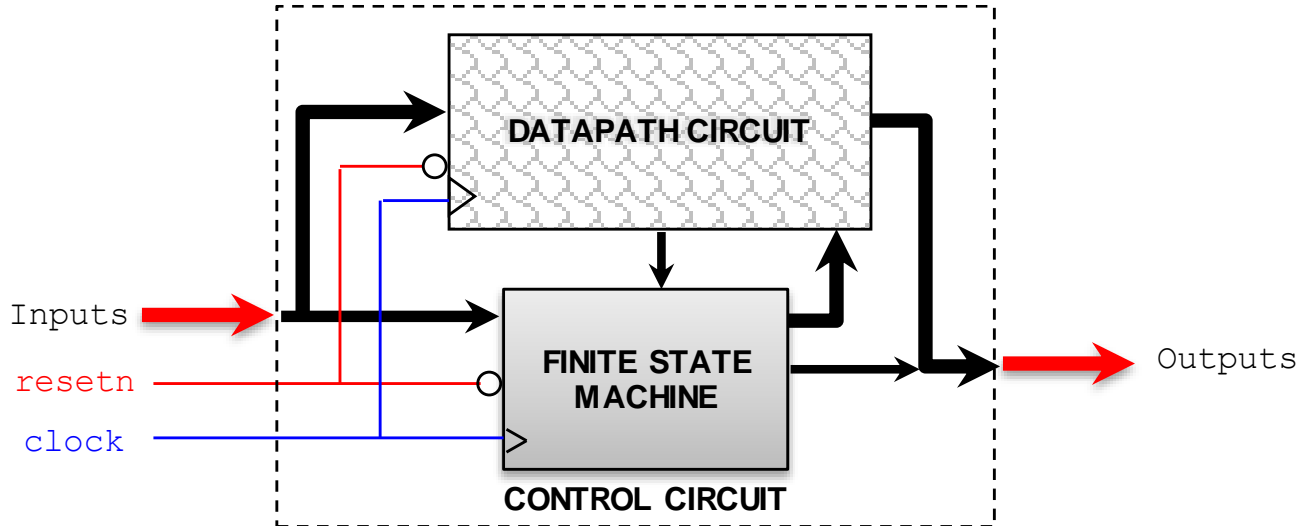 DATAPATH CIRCUIT
Inputs
FINITE STATE
MACHINE
Outputs
resetn
clock
CONTROL CIRCUIT